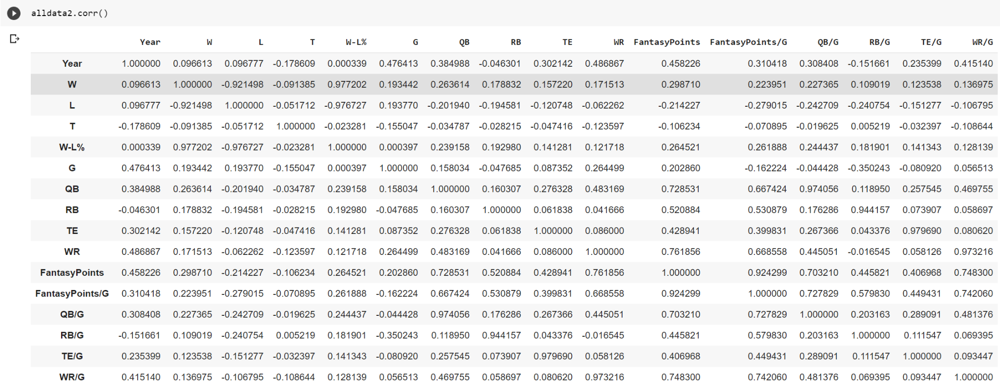 alldata2.corr()
Year W L T W-L% G QB RB TE WR FantasyPoints FantasyPoints/G QB/G RB/G TE/G WR/G
Year 1.000000 0.096613 0.096777 -0.178609 0.000339 0.476413 0.384988 -0.046301 0.302142 0.486867 0.458226 0.310418 0.308408 -0.151661 0.235399 0.415140
W 0.096613 1.000000 -0.921498 -0.091385 0.977202 0.193442 0.263614 0.178832 0.157220 0.171513 0.298710 0.223951 0.227365 0.109019 0.123538 0.136975
L 0.096777 -0.921498 1.000000 -0.051712 -0.976727 0.193770 -0.201940 -0.194581 -0.120748 -0.062262 -0.214227 -0.279015 -0.242709 -0.240754 -0.151277 -0.106795
T -0.178609 -0.091385 -0.051712 1.000000 -0.023281 -0.155047 -0.034787 -0.028215 -0.047416 -0.123597 -0.106234 -0.070895 -0.019625 0.005219 -0.032397 -0.108644
W-L% 0.000339 0.977202 -0.976727 -0.023281 1.000000 0.000397 0.239158 0.192980 0.141281 0.121718 0.264521 0.261888 0.244437 0.181901 0.141343 0.128139
G 0.476413 0.193442 0.193770 -0.155047 0.000397 1.000000 0.158034 -0.047685 0.087352 0.264499 0.202860 -0.162224 -0.044428 -0.350243 -0.080920 0.056513
QB 0.384988 0.263614 -0.201940 -0.034787 0.239158 0.158034 1.000000 0.160307 0.276328 0.483169 0.728531 0.667424 0.974056 0.118950 0.257545 0.469755
RB -0.046301 0.178832 -0.194581 -0.028215 0.192980 -0.047685 0.160307 1.000000 0.061838 0.041666 0.520884 0.530879 0.176286 0.944157 0.073907 0.058697
TE 0.302142 0.157220 -0.120748 -0.047416 0.141281 0.087352 0.276328 0.061838 1.000000 0.086000 0.428941 0.399831 0.267366 0.043376 0.979690 0.080620
WR 0.486867 0.171513 -0.062262 -0.123597 0.121718 0.264499 0.483169 0.041666 0.086000 1.000000 0.761856 0.668558 0.445051 -0.016545 0.058126 0.973216
FantasyPoints 0.458226 0.298710 -0.214227 -0.106234 0.264521 0.202860 0.728531 0.520884 0.428941 0.761856 1.000000 0.924299 0.703210 0.445821 0.406968 0.748300
FantasyPoints/G 0.310418 0.223951 -0.279015 -0.070895 0.261888 -0.162224 0.667424 0.530879 0.399831 0.668558 0.924299 1.000000 0.727829 0.579830 0.449431 0.742060
QB/G 0.308408 0.227365 -0.242709 -0.019625 0.244437 -0.044428 0.974056 0.176286 0.267366 0.445051 0.703210 0.727829 1.000000 0.203163 0.289091 0.481376
RB/G -0.151661 0.109019 -0.240754 0.005219 0.181901 -0.350243 0.118950 0.944157 0.043376 -0.016545 0.445821 0.579830 0.203163 1.000000 0.111547 0.069395
TE/G 0.235399 0.123538 -0.151277 -0.032397 0.141343 -0.080920 0.257545 0.073907 0.979690 0.058126 0.406968 0.449431 0.289091 0.111547 1.000000 0.093447
WR/G 0.415140 0.136975 -0.106795 -0.108644 0.128139 0.056513 0.469755 0.058697 0.080620 0.973216 0.748300 0.742060 0.481376 0.069395 0.093447 1.000000